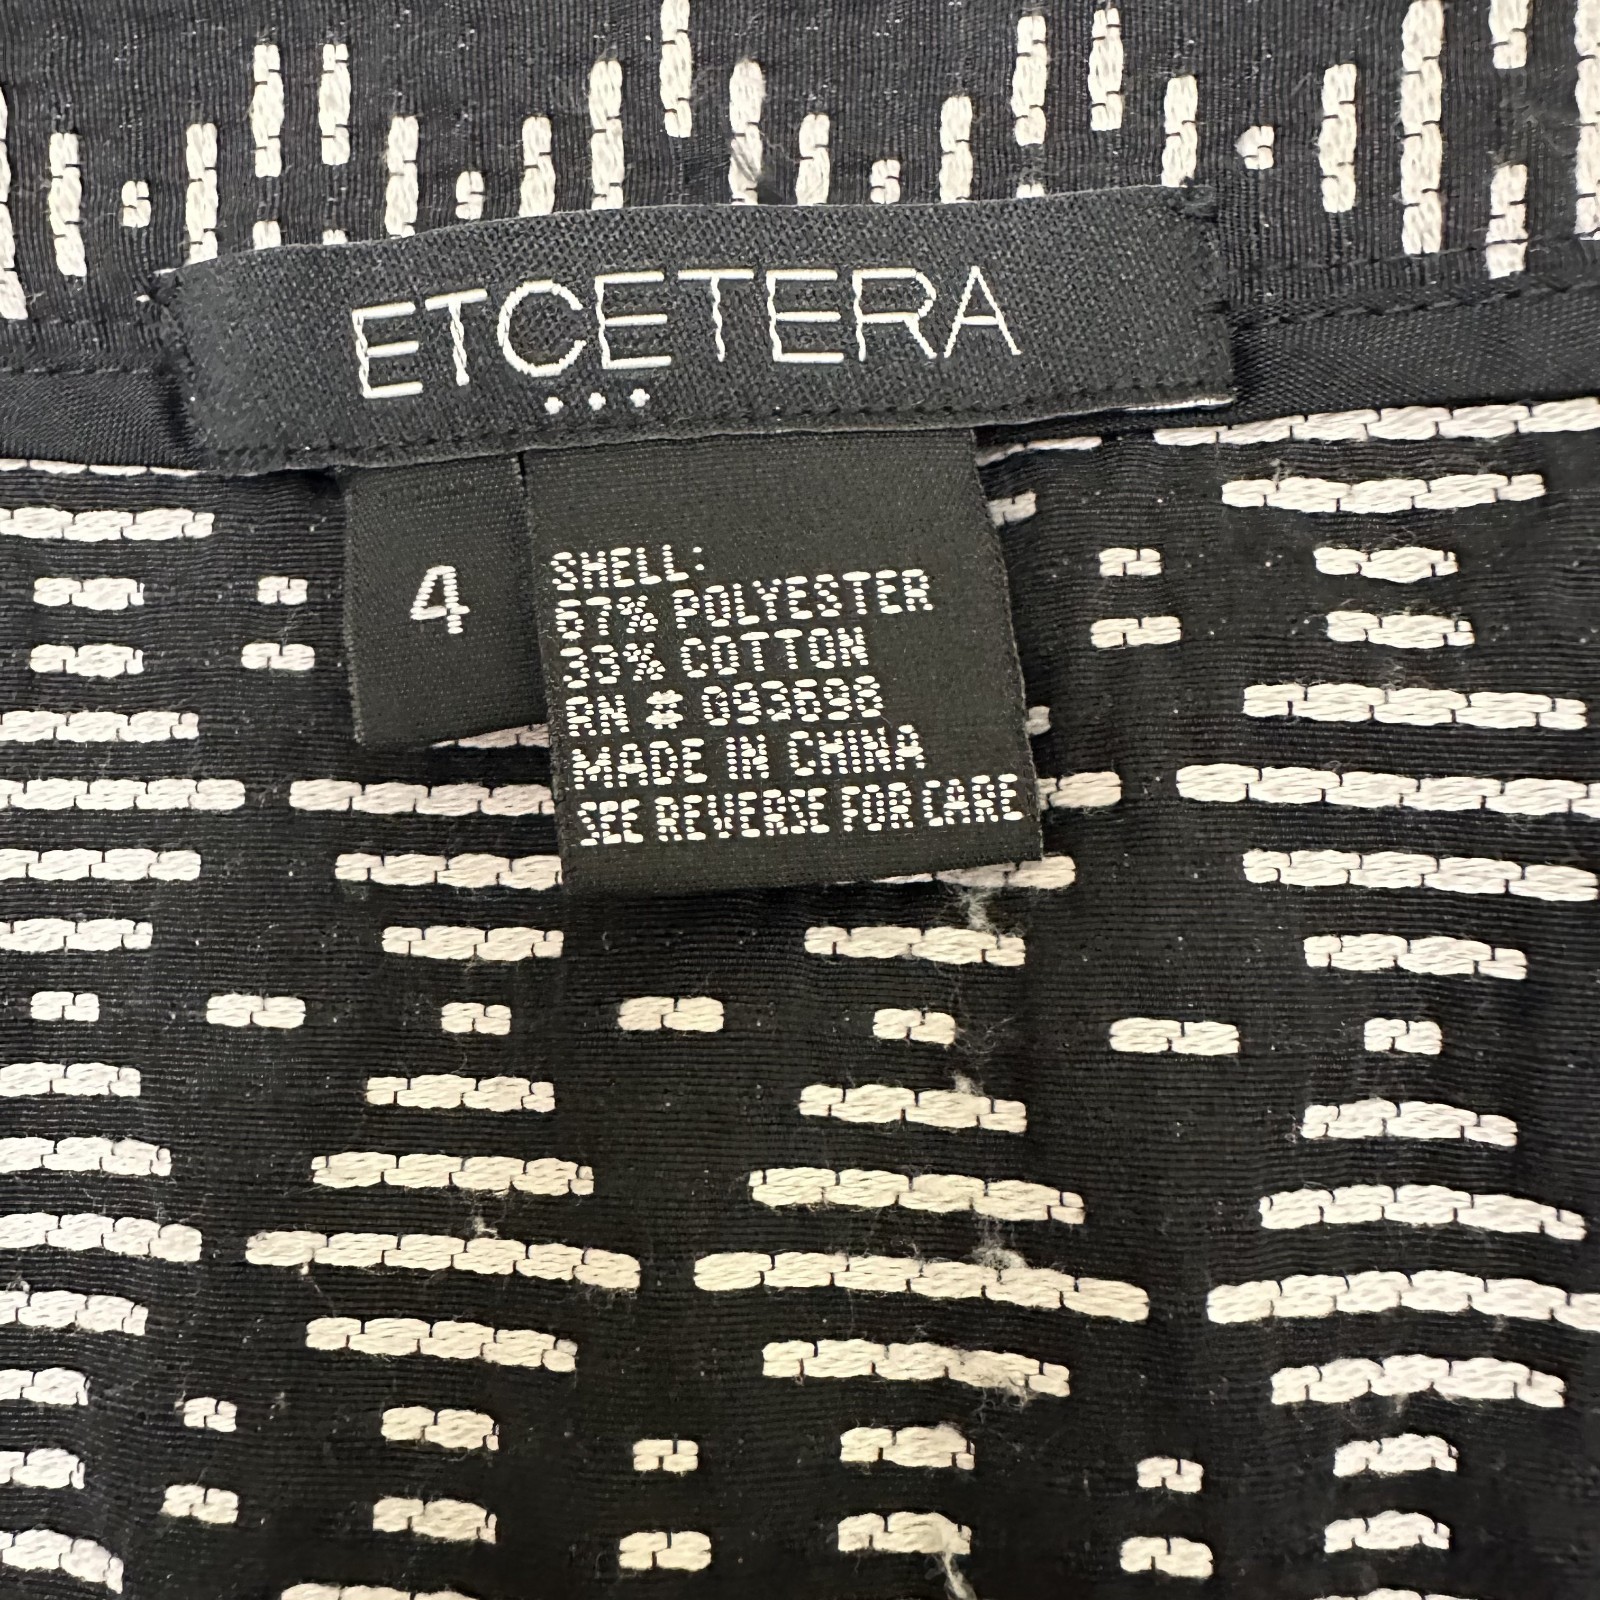 ETCETERA
...
4
SHELL:
67% POLYESTER
33% COTTON
RN # 093698
MADE IN CHINA
SEE REVERSE FOR CARE